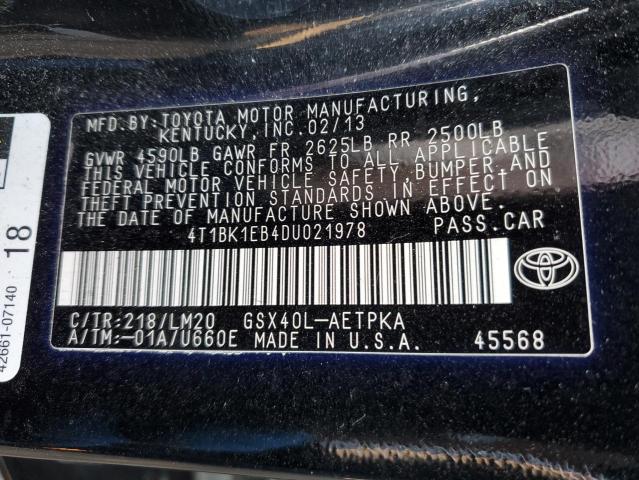 MFD.BY:TOYOTA MOTOR MANUFACTURING,
KENTUCKY,INC.02/13
GVWR 4590LB GAWR FR 2625LB RR 2500LB
THIS VEHICLE CONFORMS TO ALL APPLICABLE
FEDERAL MOTOR VEHICLE SAFETY,BUMPER,AND
THEFT PREVENTION STANDARDS IN EFFECT ON
THE DATE OF MANUFACTURE SHOWN ABOVE.
4T1BK1EB4DU021978 PASS.CAR
C/TR:218/LM20 GSX40L-AETPKA
A/TM:-01A/U660E MADE IN U.S.A. 45568
42661-07140
18